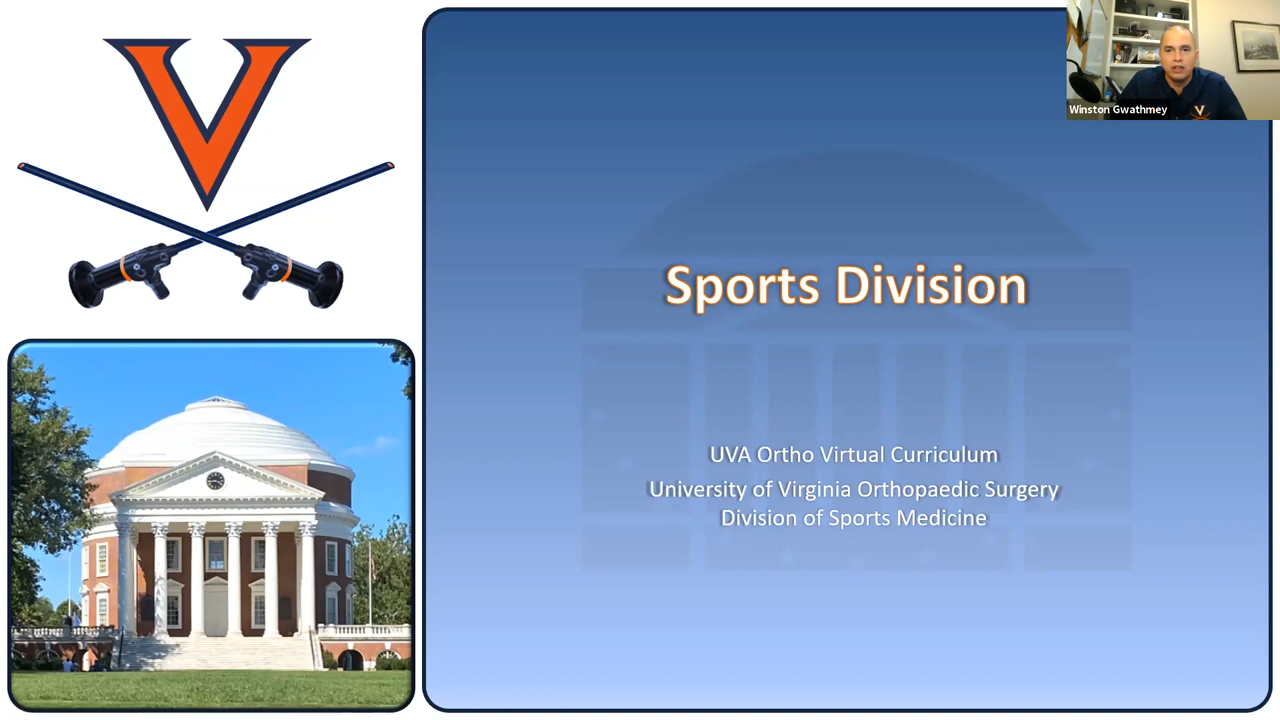 V
Winston Gwathmey
Sports Division
UVA Ortho Virtual Curriculum
University of Virginia Orthopaedic Surgery
Division of Sports Medicine